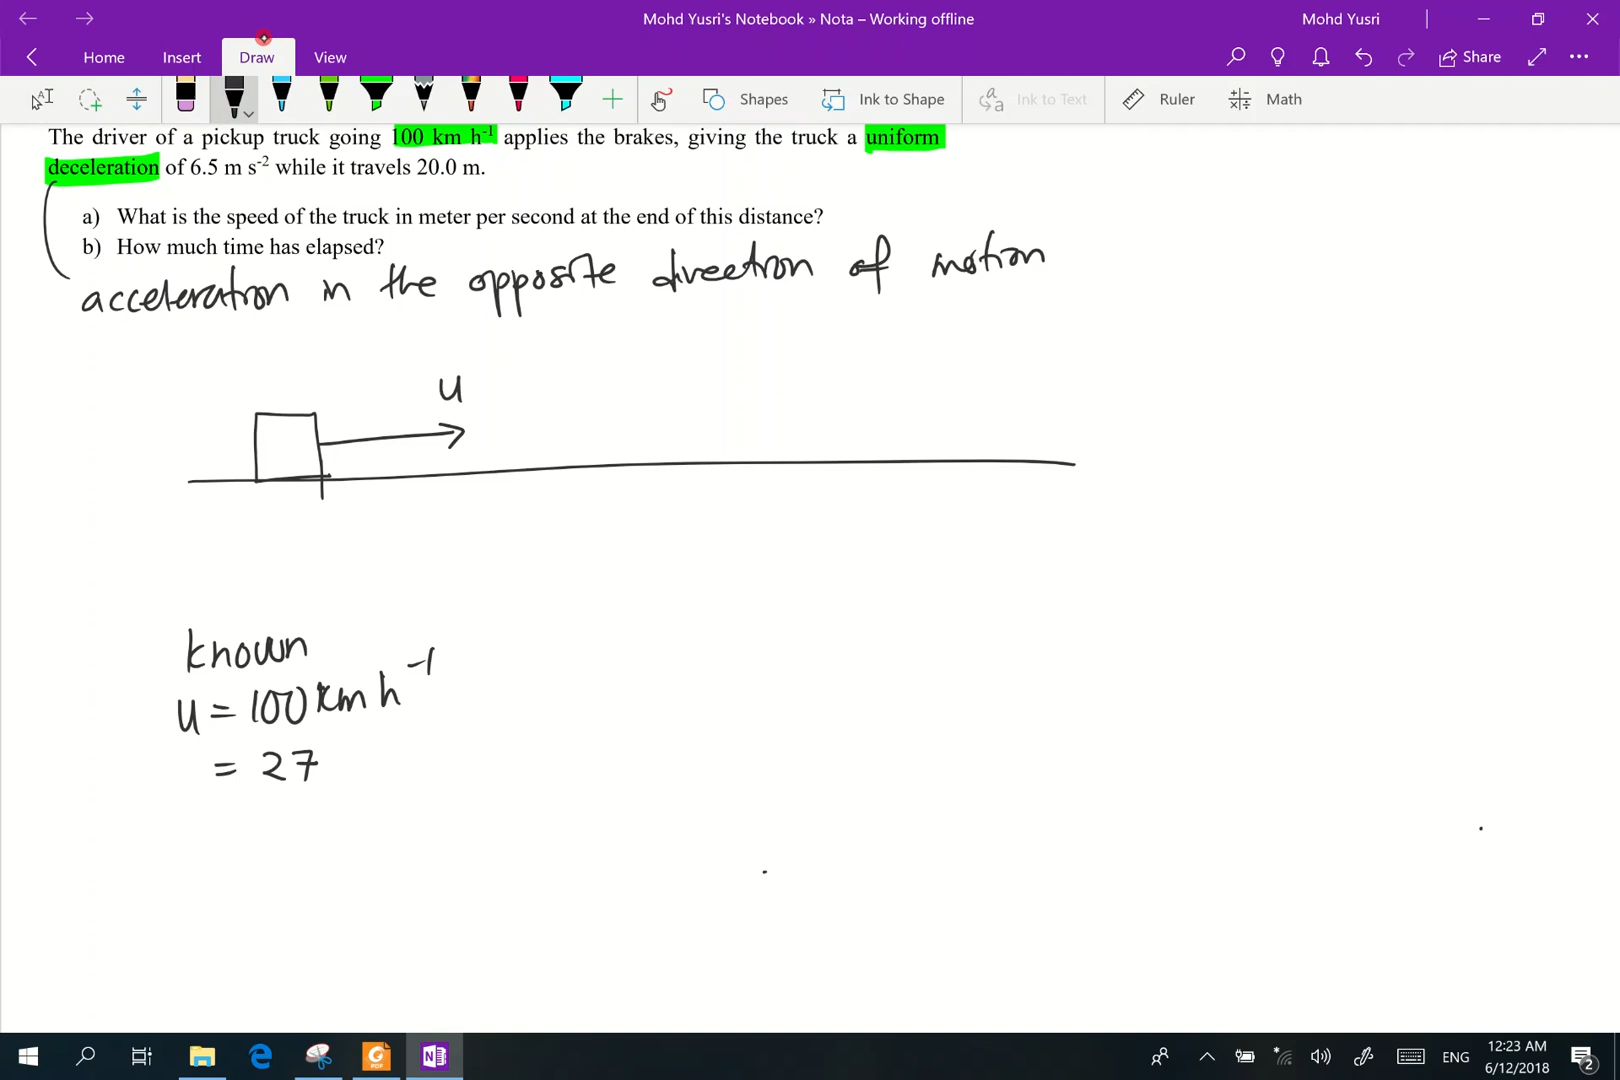 Mohd Yusri's Notebook » Nota – Working offline
Mohd Yusri
Home Insert Draw View
Share
Shapes Ink to Shape Ink to Text Ruler Math
The driver of a pickup truck going 100 km h-1 applies the brakes, giving the truck a uniform
deceleration of 6.5 m s-2 while it travels 20.0 m.
a) What is the speed of the truck in meter per second at the end of this distance?
b) How much time has elapsed?
acceleration in the opposite direction of motion
u
known
u = 100 km h-1
= 27
ENG
12:23 AM
6/12/2018
2